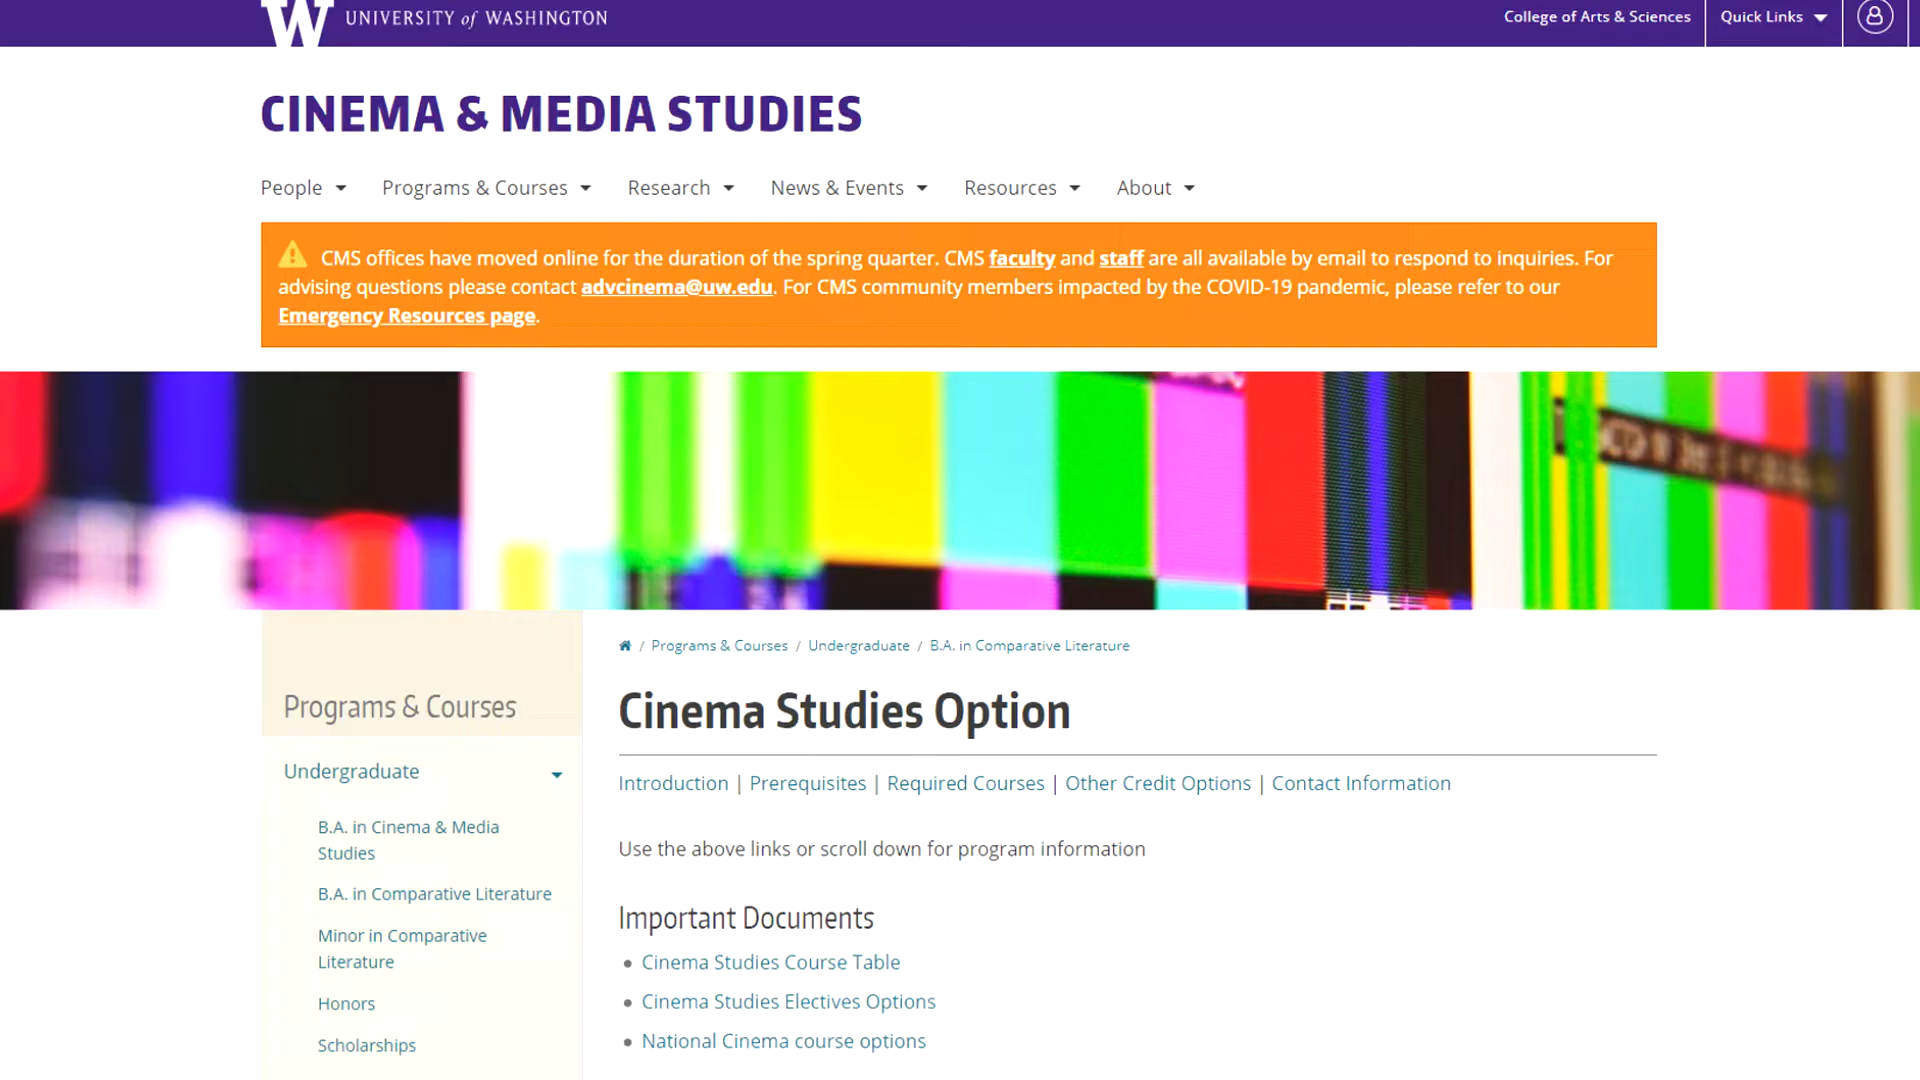 UNIVERSITY of WASHINGTON
College of Arts & Sciences
Quick Links
CINEMA & MEDIA STUDIES
People
Programs & Courses
Research
News & Events
Resources
About
CMS offices have moved online for the duration of the spring quarter. CMS faculty and staff are all available by email to respond to inquiries. For
advising questions please contact advcinema@uw.edu. For CMS community members impacted by the COVID-19 pandemic, please refer to our
Emergency Resources page.
/ Programs & Courses / Undergraduate / B.A. in Comparative Literature
Programs & Courses
Undergraduate
B.A. in Cinema & Media
Studies
B.A. in Comparative Literature
Minor in Comparative
Literature
Honors
Scholarships
Cinema Studies Option
Introduction | Prerequisites | Required Courses | Other Credit Options | Contact Information
Use the above links or scroll down for program information
Important Documents
Cinema Studies Course Table
Cinema Studies Electives Options
National Cinema course options